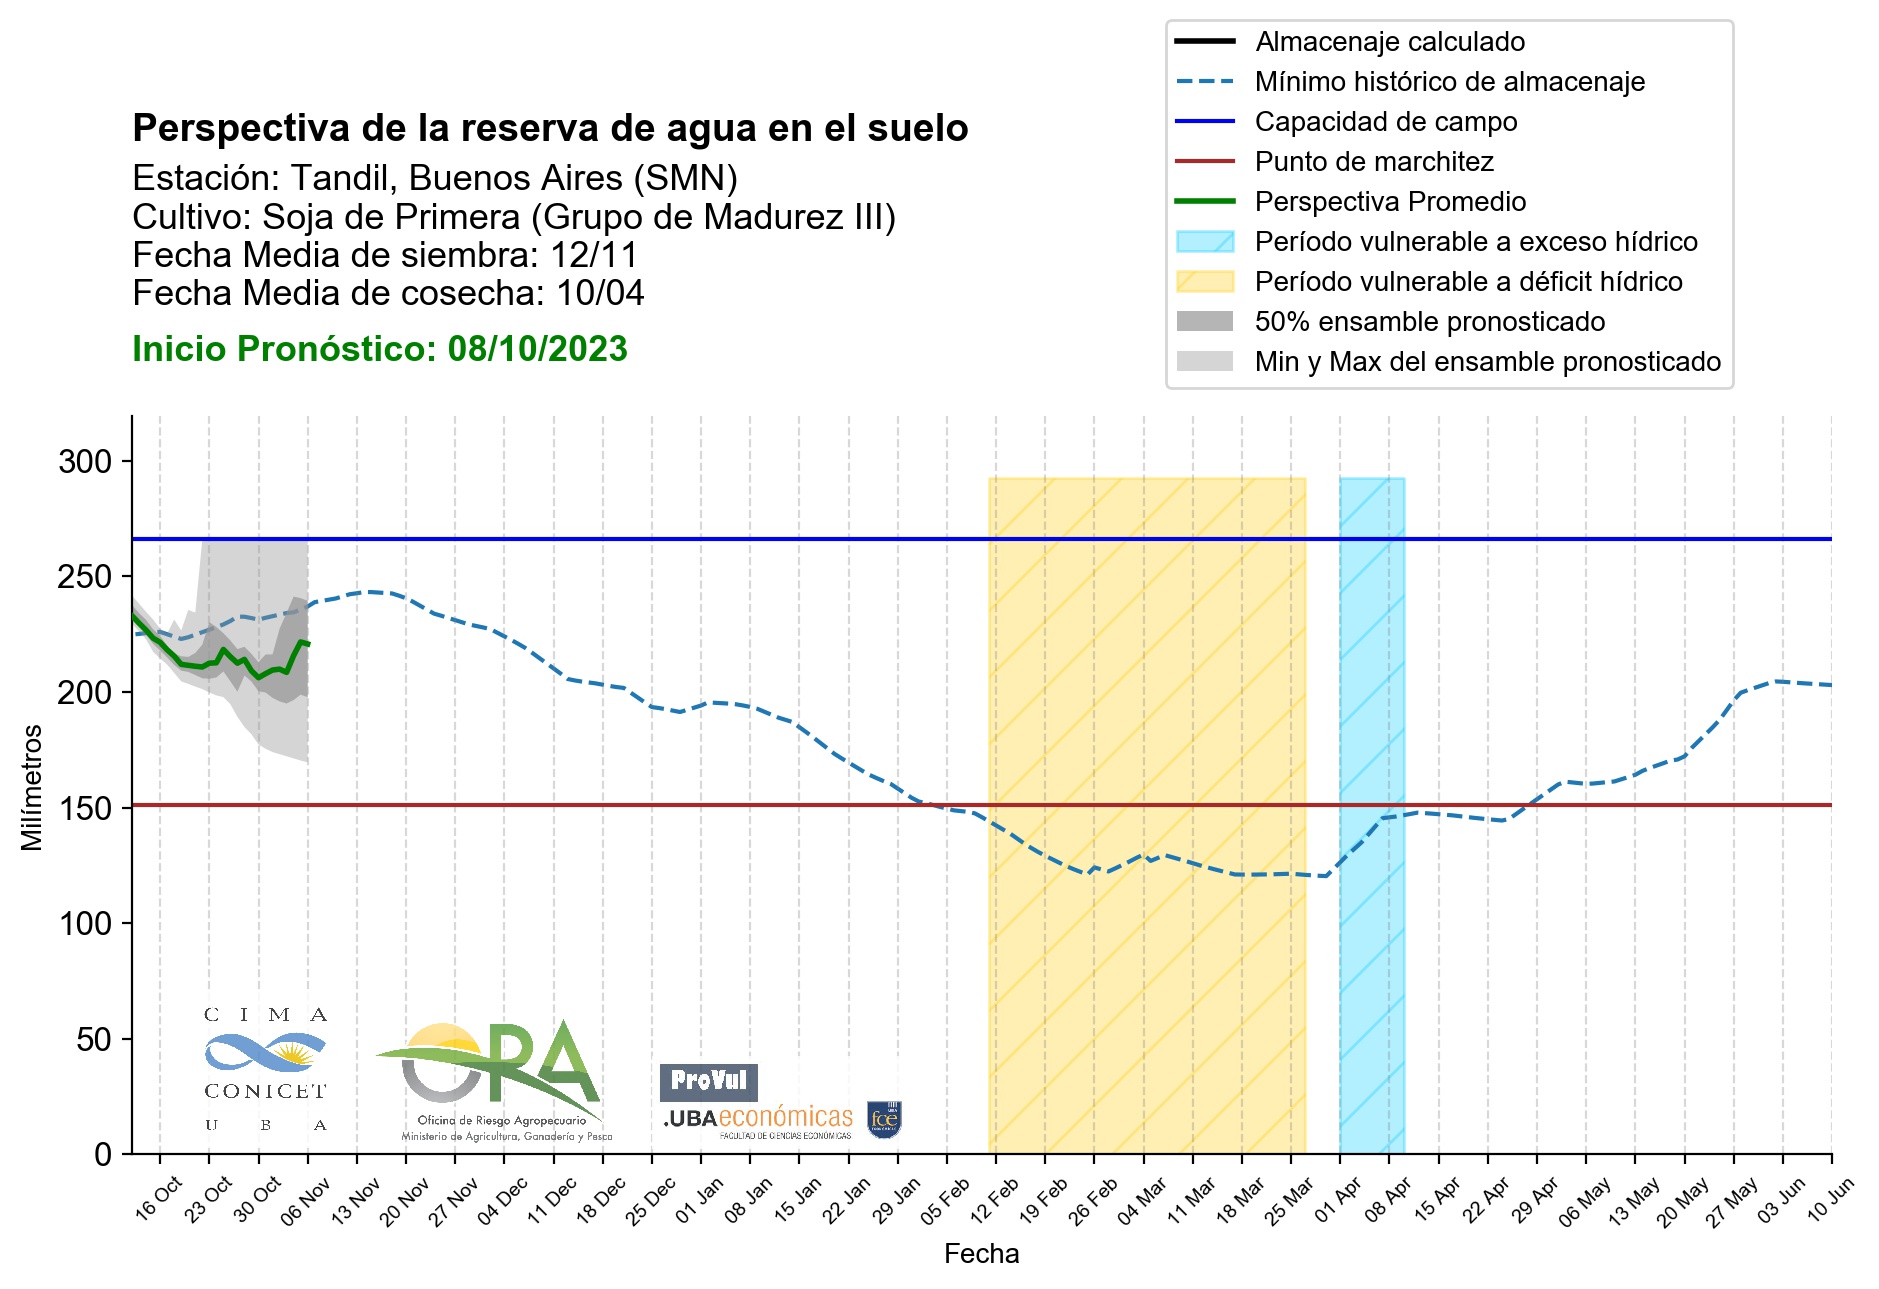 Almacenaje calculado
Mínimo histórico de almacenaje
Capacidad de campo
Punto de marchitez
Perspectiva Promedio
Período vulnerable a exceso hídrico
Período vulnerable a déficit hídrico
50% ensamble pronosticado
Min y Max del ensamble pronosticado
Perspectiva de la reserva de agua en el suelo
Estación: Tandil, Buenos Aires (SMN)
Cultivo: Soja de Primera (Grupo de Madurez III)
Fecha Media de siembra: 12/11
Fecha Media de cosecha: 10/04
Inicio Pronóstico: 08/10/2023
300
250
200
150
100
50
0
Milímetros
CIMA
CONICET
UBA
ORA
Oficina de Riesgo Agropecuario
Ministerio de Agricultura, Ganadería y Pesca
ProVul
.UBAeconómicas
FACULTAD DE CIENCIAS ECONÓMICAS
fce
16 Oct
23 Oct
30 Oct
06 Nov
13 Nov
20 Nov
27 Nov
04 Dec
11 Dec
18 Dec
25 Dec
01 Jan
08 Jan
15 Jan
22 Jan
29 Jan
05 Feb
12 Feb
19 Feb
26 Feb
04 Mar
11 Mar
18 Mar
25 Mar
01 Apr
08 Apr
15 Apr
22 Apr
29 Apr
06 May
13 May
20 May
27 May
03 Jun
10 Jun
Fecha